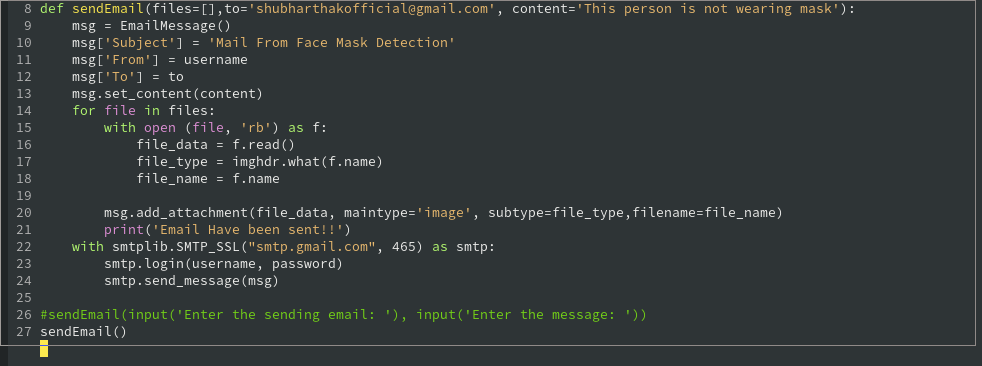 8 def sendEmail(files=[],to='shubharthakofficial@gmail.com', content='This person is not wearing mask'):
9     msg = EmailMessage()
10     msg['Subject'] = 'Mail From Face Mask Detection'
11     msg['From'] = username
12     msg['To'] = to
13     msg.set_content(content)
14     for file in files:
15         with open (file, 'rb') as f:
16             file_data = f.read()
17             file_type = imghdr.what(f.name)
18             file_name = f.name
19
20         msg.add_attachment(file_data, maintype='image', subtype=file_type,filename=file_name)
21         print('Email Have been sent!!')
22     with smtplib.SMTP_SSL("smtp.gmail.com", 465) as smtp:
23         smtp.login(username, password)
24         smtp.send_message(msg)
25
26 #sendEmail(input('Enter the sending email: '), input('Enter the message: '))
27 sendEmail()